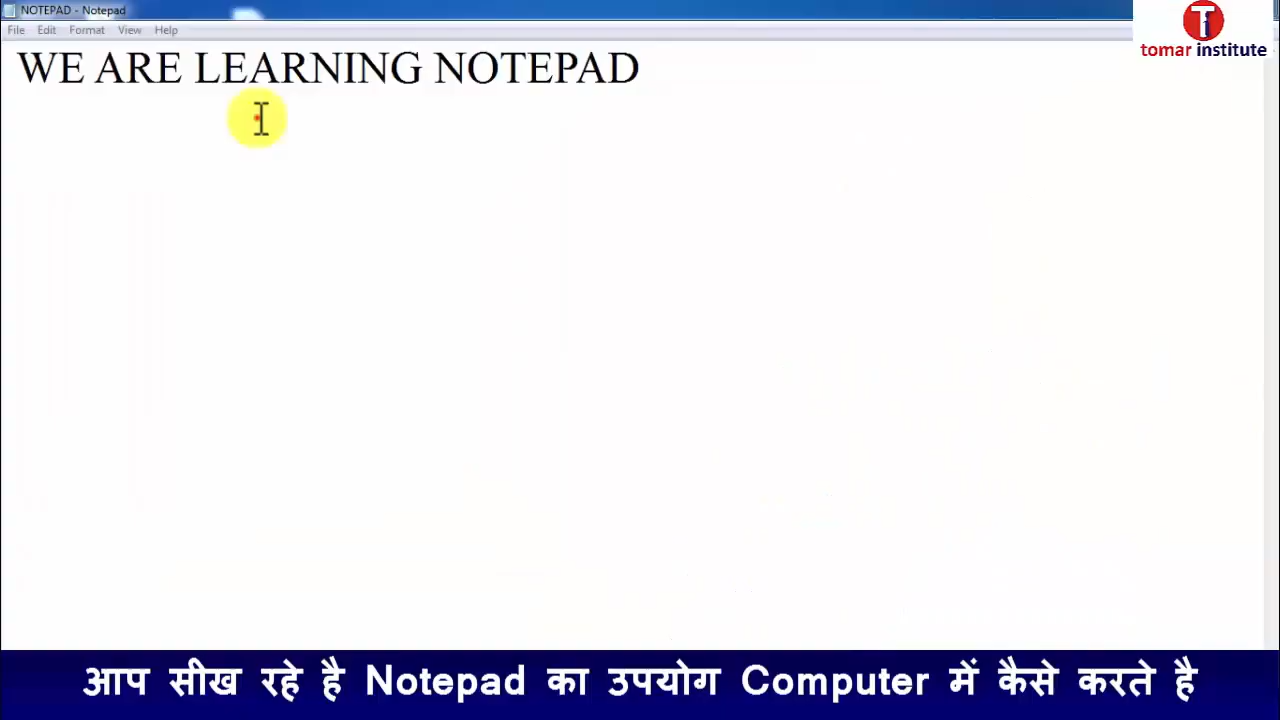 NOTEPAD - Notepad
File Edit Format View Help
T
tomar institute
WE ARE LEARNING NOTEPAD
आप सीख रहे है Notepad का उपयोग Computer में कैसे करते है